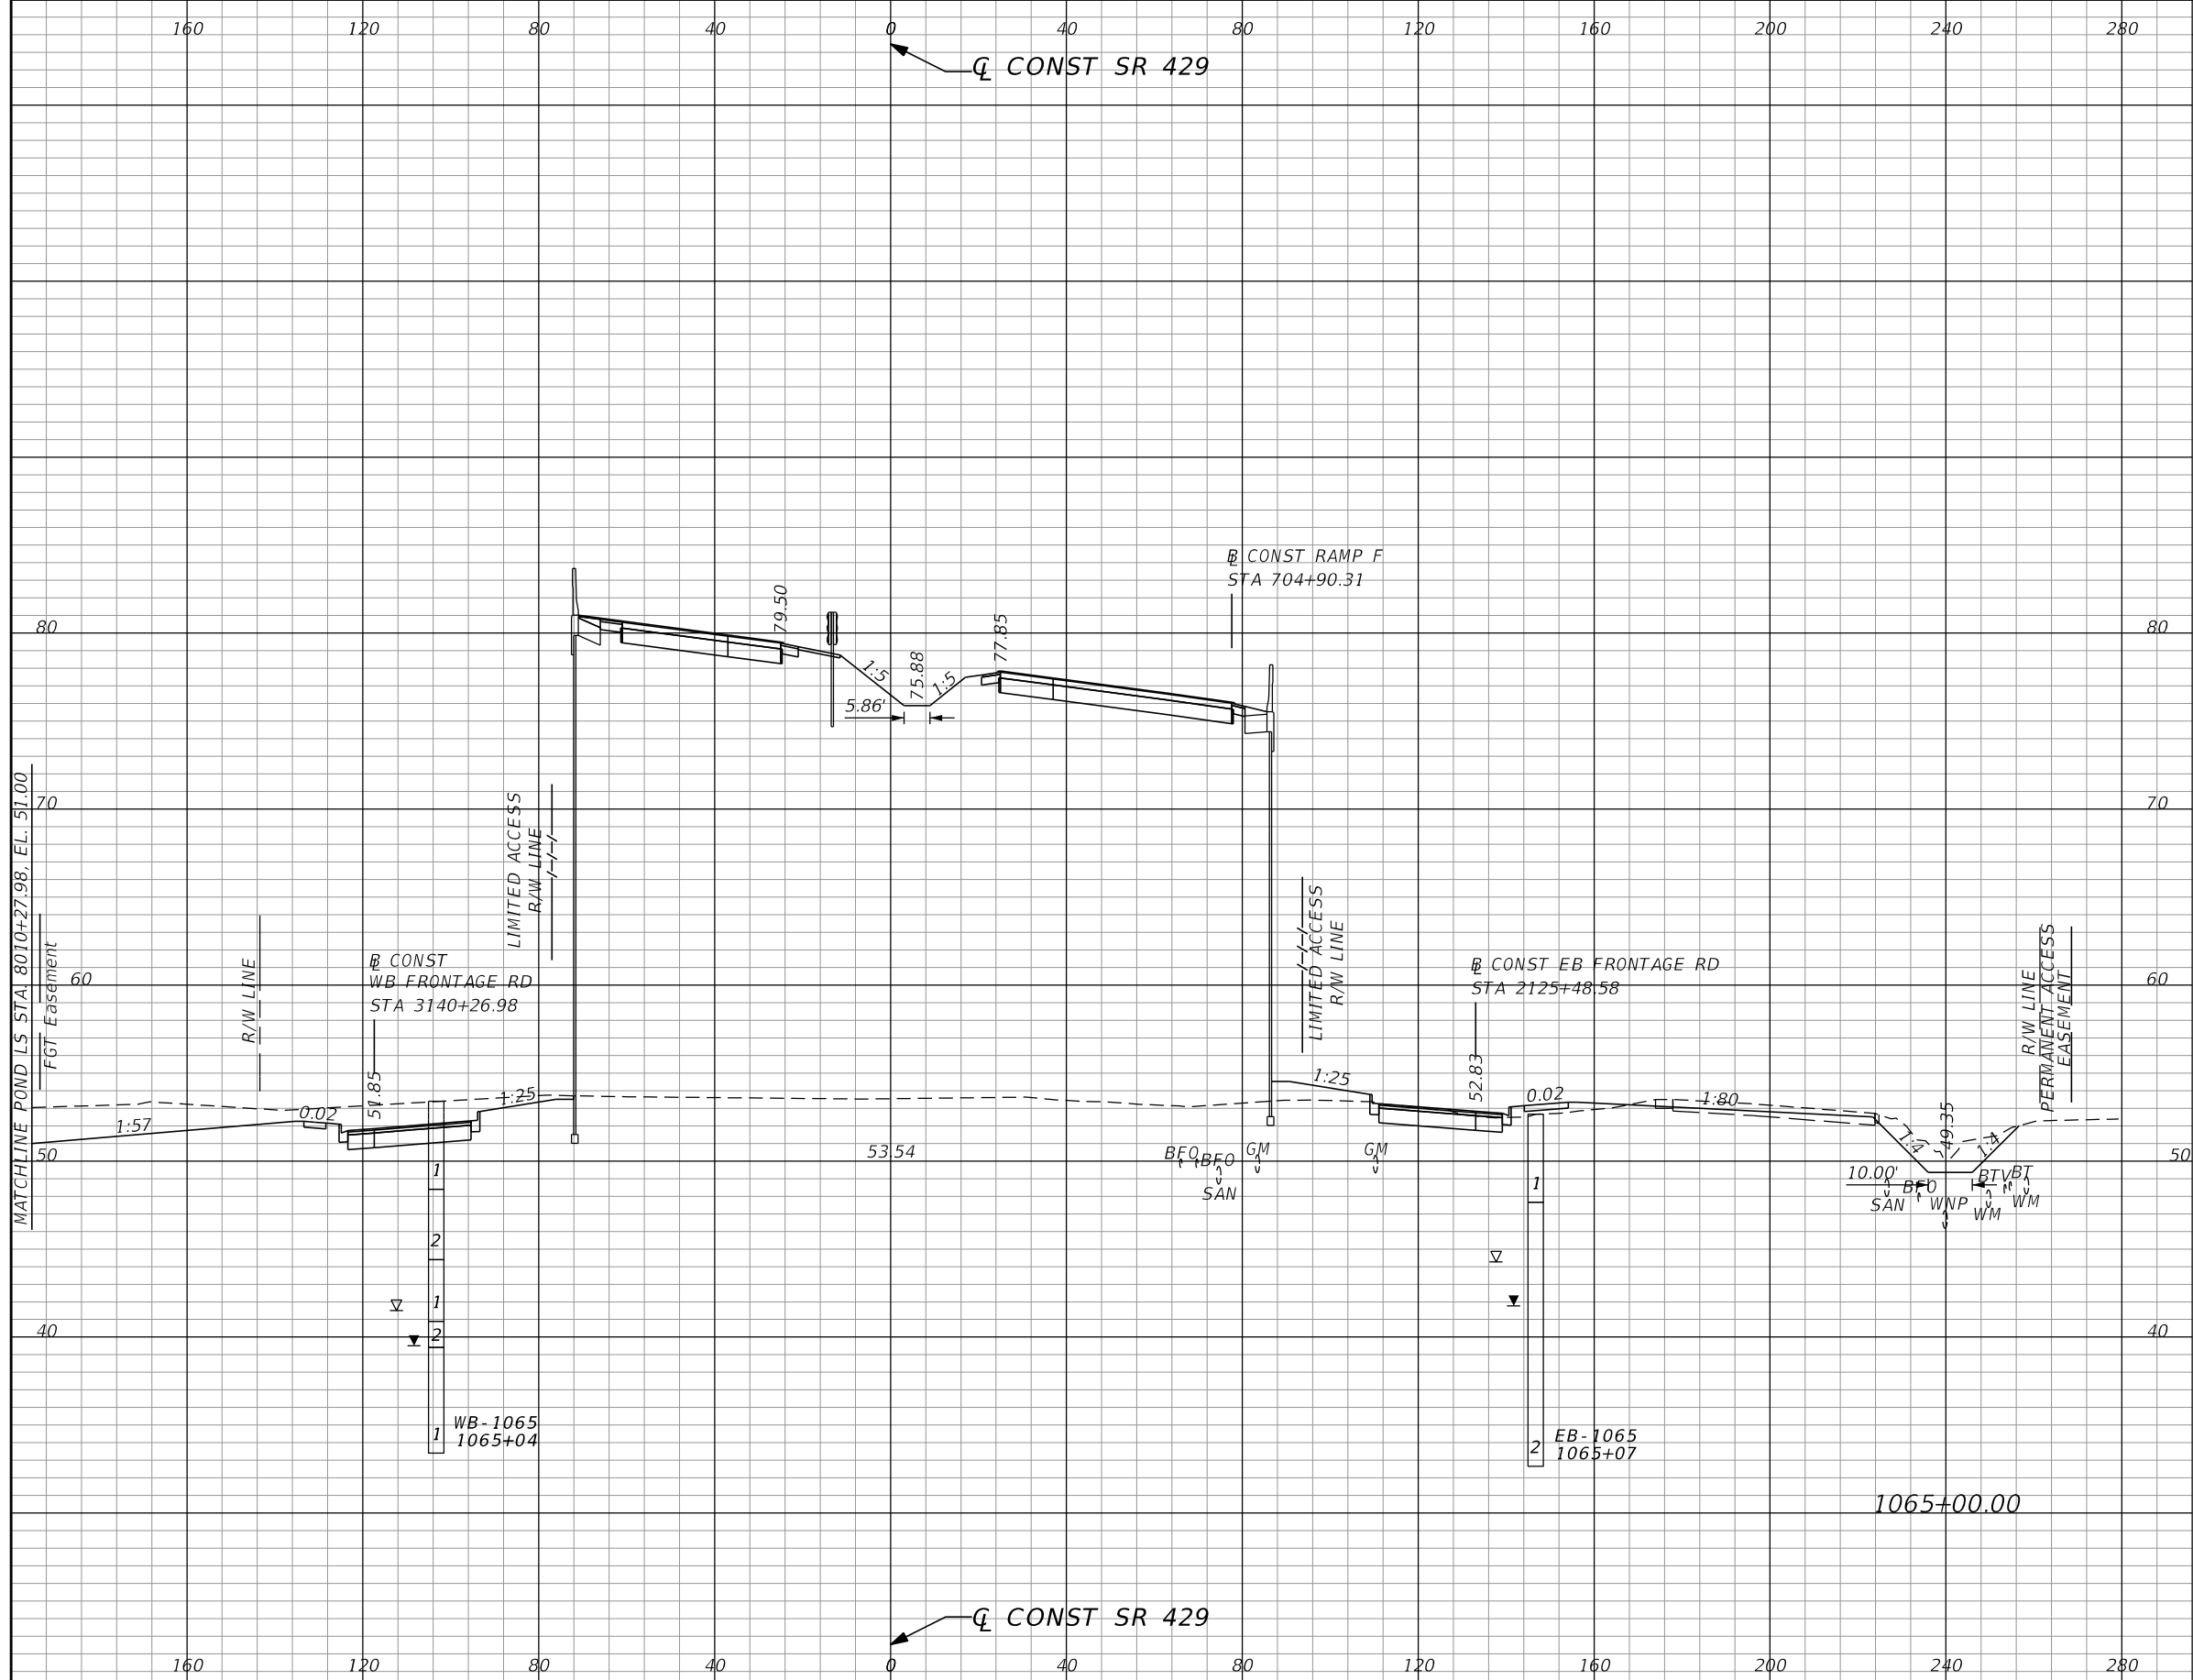 160 120 80 40 0 40 80 120 160 200 240 280
℄ CONST SR 429
B̲L CONST RAMP F
STA 704+90.31
79.50
77.85
80 80
1:5
75.88
1:5
5.86'
MATCHLINE POND LS STA. 8010+27.98, EL. 51.00
70 70
LIMITED ACCESS
R/W LINE
FGT Easement
R/W LINE
60 60
BL CONST
WB FRONTAGE RD
STA 3140+26.98
LIMITED ACCESS
R/W LINE
BL CONST EB FRONTAGE RD
STA 2125+48.58
R/W LINE
PERMANENT ACCESS
EASEMENT
51.85
52.83
1:57
0.02
1:25
1:25
0.02
1:80
1:4
49.35
1:4
53.54
50
BFO
BFO
SAN
GM
GM
10.00'
SAN
BFO
WNP
BTV
BT
WM
WM
1
2
1
2
1
1
2
40 40
WB-1065
1065+04
EB-1065
1065+07
1065+00.00
℄ CONST SR 429
160 120 80 40 0 40 80 120 160 200 240 280